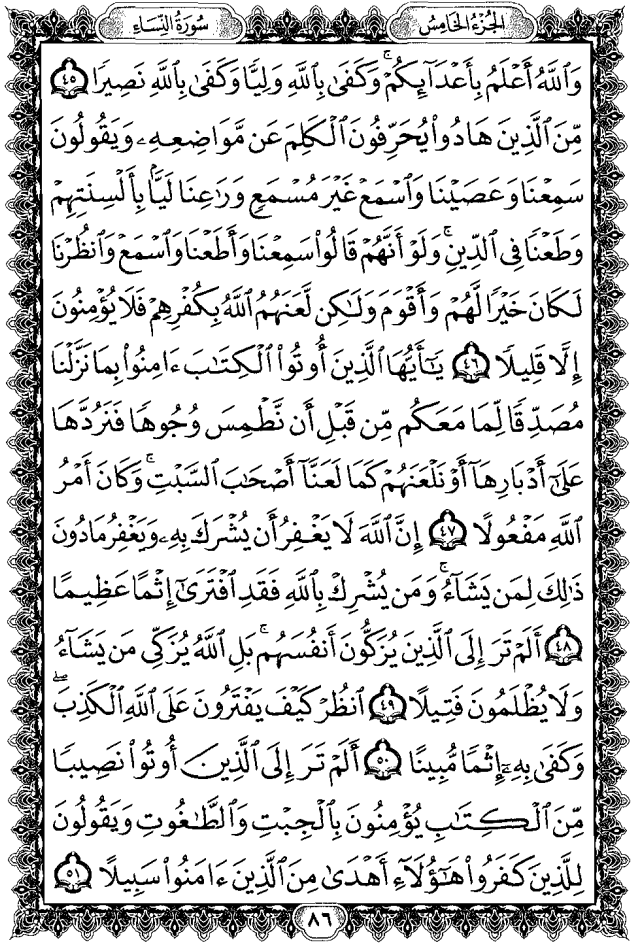 الجُزْءُ الخَامِسُ
سُورَةُ النِّسَاءِ
وَٱللَّهُ أَعْلَمُ بِأَعْدَآئِكُمْ ۚ وَكَفَىٰ بِٱللَّهِ وَلِيًّا وَكَفَىٰ بِٱللَّهِ نَصِيرًا ٤٥
مِّنَ ٱلَّذِينَ هَادُوا۟ يُحَرِّفُونَ ٱلْكَلِمَ عَن مَّوَاضِعِهِۦ وَيَقُولُونَ
سَمِعْنَا وَعَصَيْنَا وَٱسْمَعْ غَيْرَ مُسْمَعٍ وَرَٰعِنَا لَيًّۢا بِأَلْسِنَتِهِمْ
وَطَعْنًا فِى ٱلدِّينِ ۚ وَلَوْ أَنَّهُمْ قَالُوا۟ سَمِعْنَا وَأَطَعْنَا وَٱسْمَعْ وَٱنظُرْنَا
لَكَانَ خَيْرًا لَّهُمْ وَأَقْوَمَ وَلَٰكِن لَّعَنَهُمُ ٱللَّهُ بِكُفْرِهِمْ فَلَا يُؤْمِنُونَ
إِلَّا قَلِيلًا ٤٦ يَٰٓأَيُّهَا ٱلَّذِينَ أُوتُوا۟ ٱلْكِتَٰبَ ءَامِنُوا۟ بِمَا نَزَّلْنَا
مُصَدِّقًا لِّمَا مَعَكُم مِّن قَبْلِ أَن نَّطْمِسَ وُجُوهًا فَنَرُدَّهَا
عَلَىٰٓ أَدْبَارِهَآ أَوْ نَلْعَنَهُمْ كَمَا لَعَنَّآ أَصْحَٰبَ ٱلسَّبْتِ ۚ وَكَانَ أَمْرُ
ٱللَّهِ مَفْعُولًا ٤٧ إِنَّ ٱللَّهَ لَا يَغْفِرُ أَن يُشْرَكَ بِهِۦ وَيَغْفِرُ مَا دُونَ
ذَٰلِكَ لِمَن يَشَآءُ ۚ وَمَن يُشْرِكْ بِٱللَّهِ فَقَدِ ٱفْتَرَىٰٓ إِثْمًا عَظِيمًا
٤٨ أَلَمْ تَرَ إِلَى ٱلَّذِينَ يُزَكُّونَ أَنفُسَهُم ۚ بَلِ ٱللَّهُ يُزَكِّى مَن يَشَآءُ
وَلَا يُظْلَمُونَ فَتِيلًا ٤٩ ٱنظُرْ كَيْفَ يَفْتَرُونَ عَلَى ٱللَّهِ ٱلْكَذِبَ ۖ
وَكَفَىٰ بِهِۦٓ إِثْمًا مُّبِينًا ٥٠ أَلَمْ تَرَ إِلَى ٱلَّذِينَ أُوتُوا۟ نَصِيبًا
مِّنَ ٱلْكِتَٰبِ يُؤْمِنُونَ بِٱلْجِبْتِ وَٱلطَّٰغُوتِ وَيَقُولُونَ
لِلَّذِينَ كَفَرُوا۟ هَٰٓؤُلَآءِ أَهْدَىٰ مِنَ ٱلَّذِينَ ءَامَنُوا۟ سَبِيلًا ٥١
٨٦